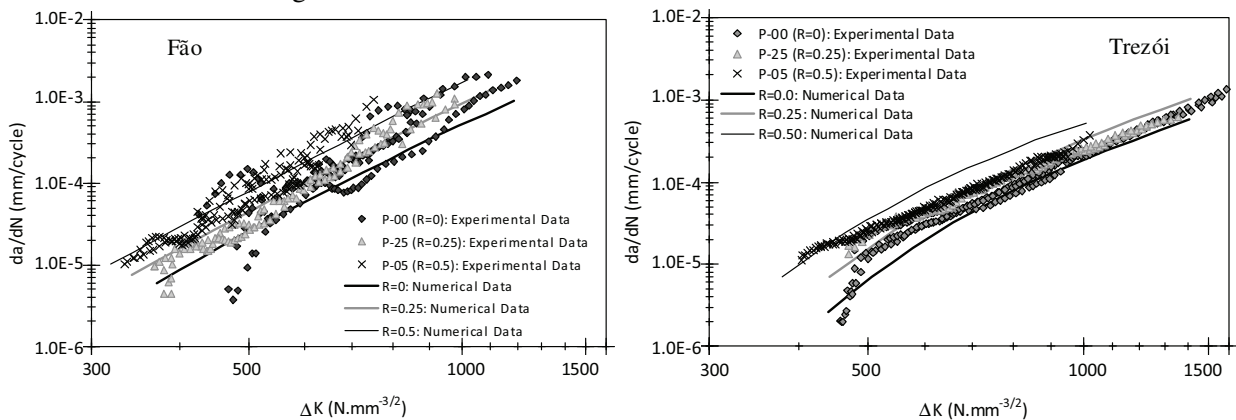 1.0E-2
1.0E-3
1.0E-4
1.0E-5
1.0E-6
da/dN (mm/cycle)
Fão
P-00 (R=0): Experimental Data
P-25 (R=0.25): Experimental Data
P-05 (R=0.5): Experimental Data
R=0: Numerical Data
R=0.25: Numerical Data
R=0.5: Numerical Data
300
500
1000
1500
ΔK (N.mm-3/2)
1.0E-2
1.0E-3
1.0E-4
1.0E-5
1.0E-6
da/dN (mm/cycle)
P-00 (R=0): Experimental Data
P-25 (R=0.25): Experimental Data
P-05 (R=0.5): Experimental Data
R=0.0: Numerical Data
R=0.25: Numerical Data
R=0.50: Numerical Data
Trezói
300
500
1000
1500
ΔK (N.mm-3/2)